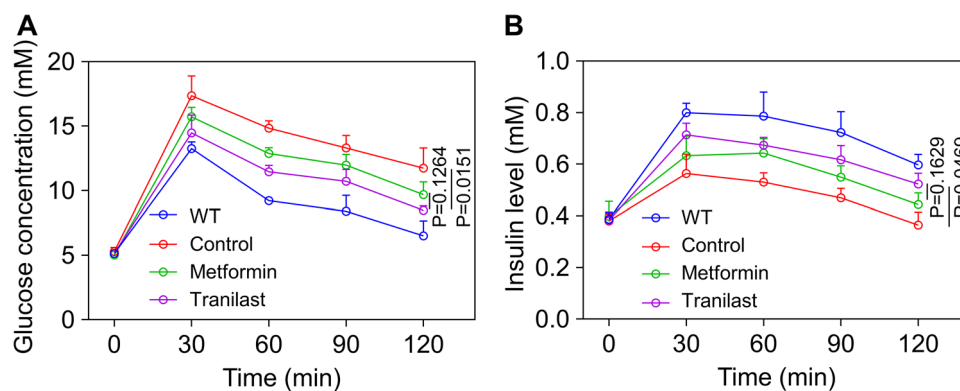 A
Glucose concentration (mM)
20
15
10
5
0
WT
Control
Metformin
Tranilast
P=0.1264
P=0.0151
0 30 60 90 120
Time (min)
B
Insulin level (mM)
1.0
0.8
0.6
0.4
0.2
0.0
WT
Control
Metformin
Tranilast
P=0.1629
0 30 60 90 120
Time (min)